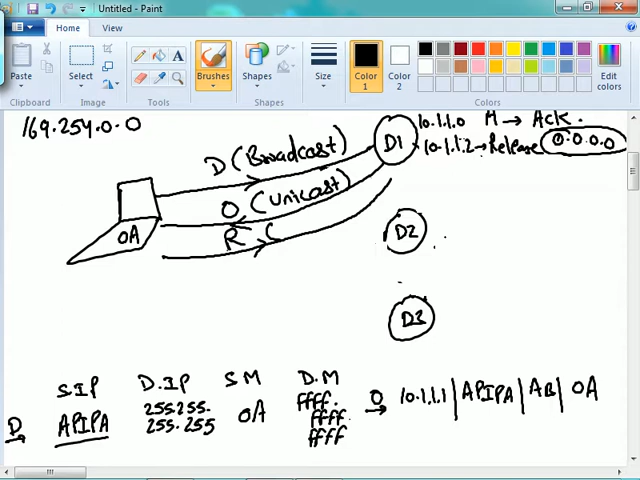 Untitled - Paint
Home View
Paste
Select
Brushes
Shapes
Size
Color 1
Color 2
Edit colors
Clipboard Image Tools Colors
169.254.0.0
10.1.1.0 M → Ack.
D1
10.1.1.2 → Release 0.0.0.0
D (Broadcast)
O (Unicast)
R C
OA
D2
D3
SIP D.IP SM D.M
D APIPA 255.255.255.255 OA ffff.ffff.ffff
O 10.1.1.1 | APIPA | AB | OA